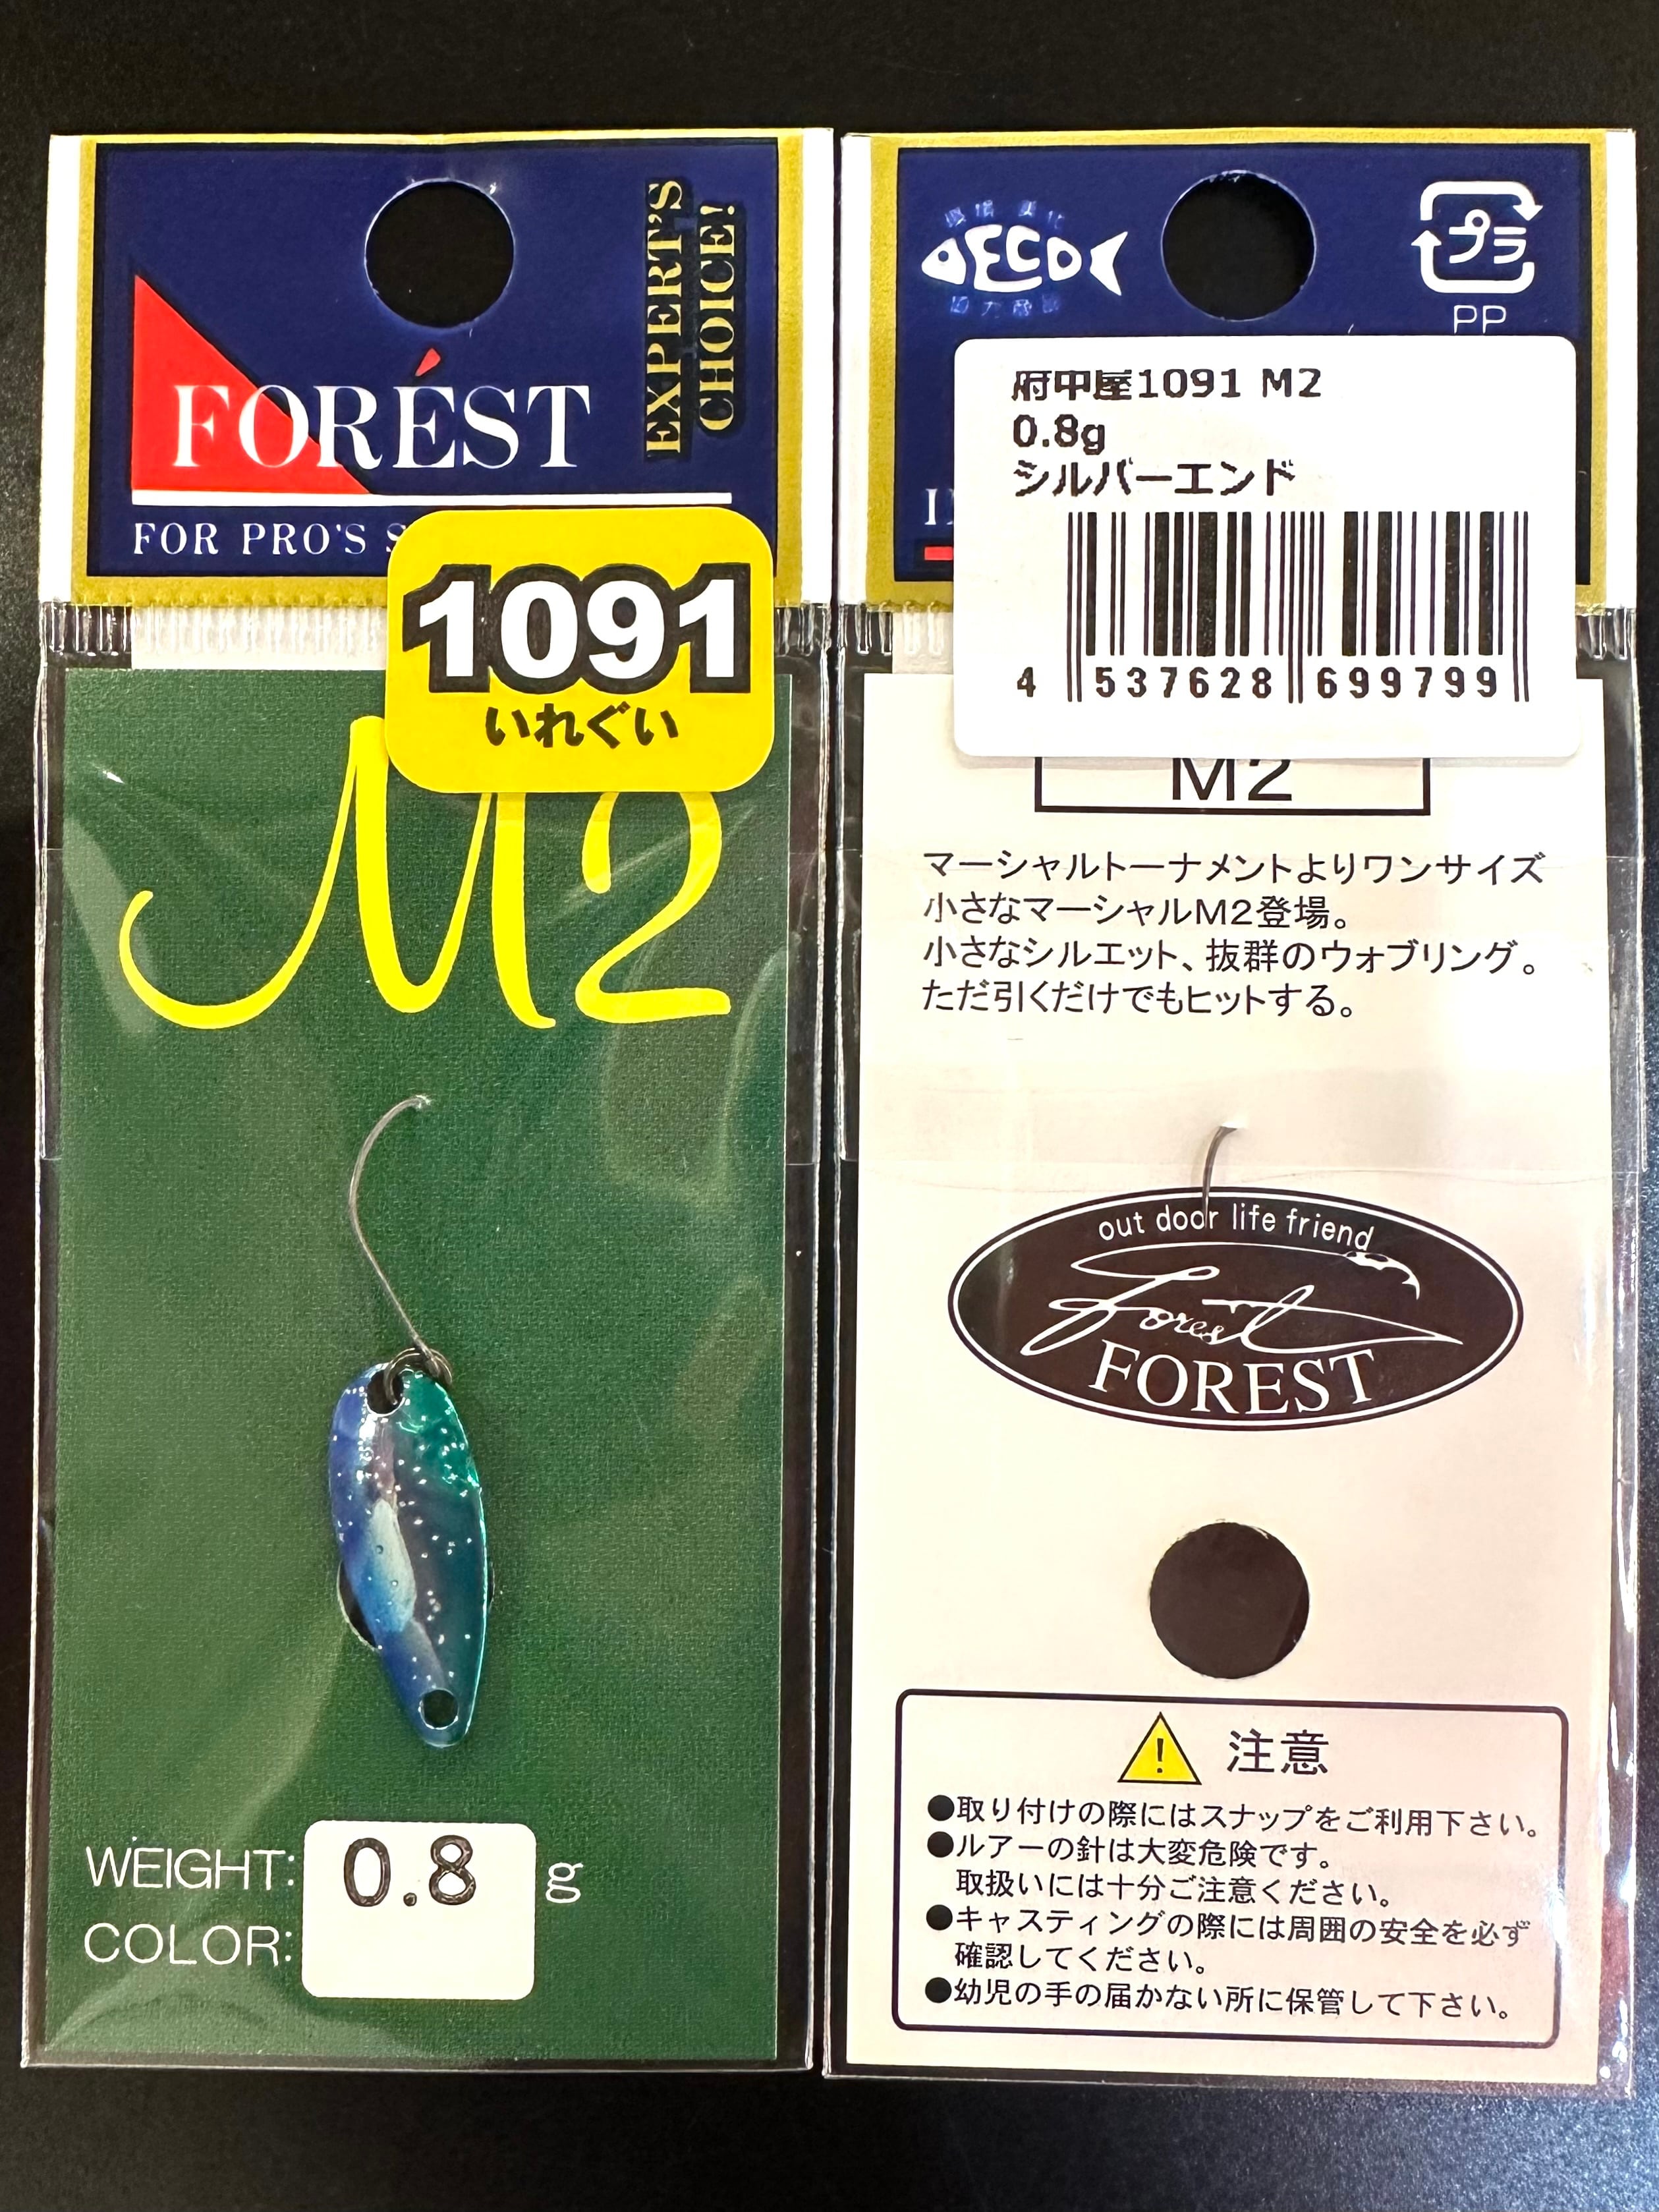 EXPERT'S
CHOICE!
FORÉST
FOR PRO'S S
1091
いれぐい
M2
WEIGHT: 0.8 g
COLOR:
ECO
プラ
PP
府中屋1091 M2
0.8g
シルバーエンド
4 537628 699799
M2
マーシャルトーナメントよりワンサイズ
小さなマーシャルM2登場。
小さなシルエット、抜群のウォブリング。
ただ引くだけでもヒットする。
out door life friend
Forest
FOREST
注意
●取り付けの際にはスナップをご利用下さい。
●ルアーの針は大変危険です。
取扱いには十分ご注意ください。
●キャスティングの際には周囲の安全を必ず
確認してください。
●幼児の手の届かない所に保管して下さい。